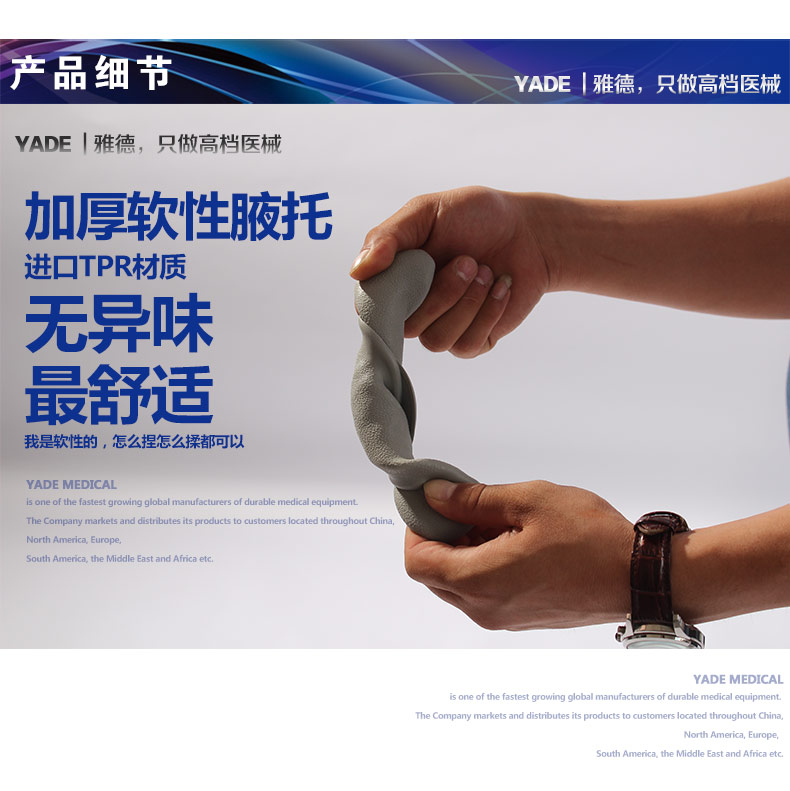 产品细节
YADE | 雅德，只做高档医械
YADE | 雅德，只做高档医械
加厚软性腋托
进口TPR材质
无异味
最舒适
我是软性的，怎么捏怎么揉都可以
YADE MEDICAL
is one of the fastest growing global manufacturers of durable medical equipment.
The Company markets and distributes its products to customers located throughout China,
North America, Europe,
South America, the Middle East and Africa etc.
YADE MEDICAL
is one of the fastest growing global manufacturers of durable medical equipment.
The Company markets and distributes its products to customers located throughout China,
North America, Europe,
South America, the Middle East and Africa etc.